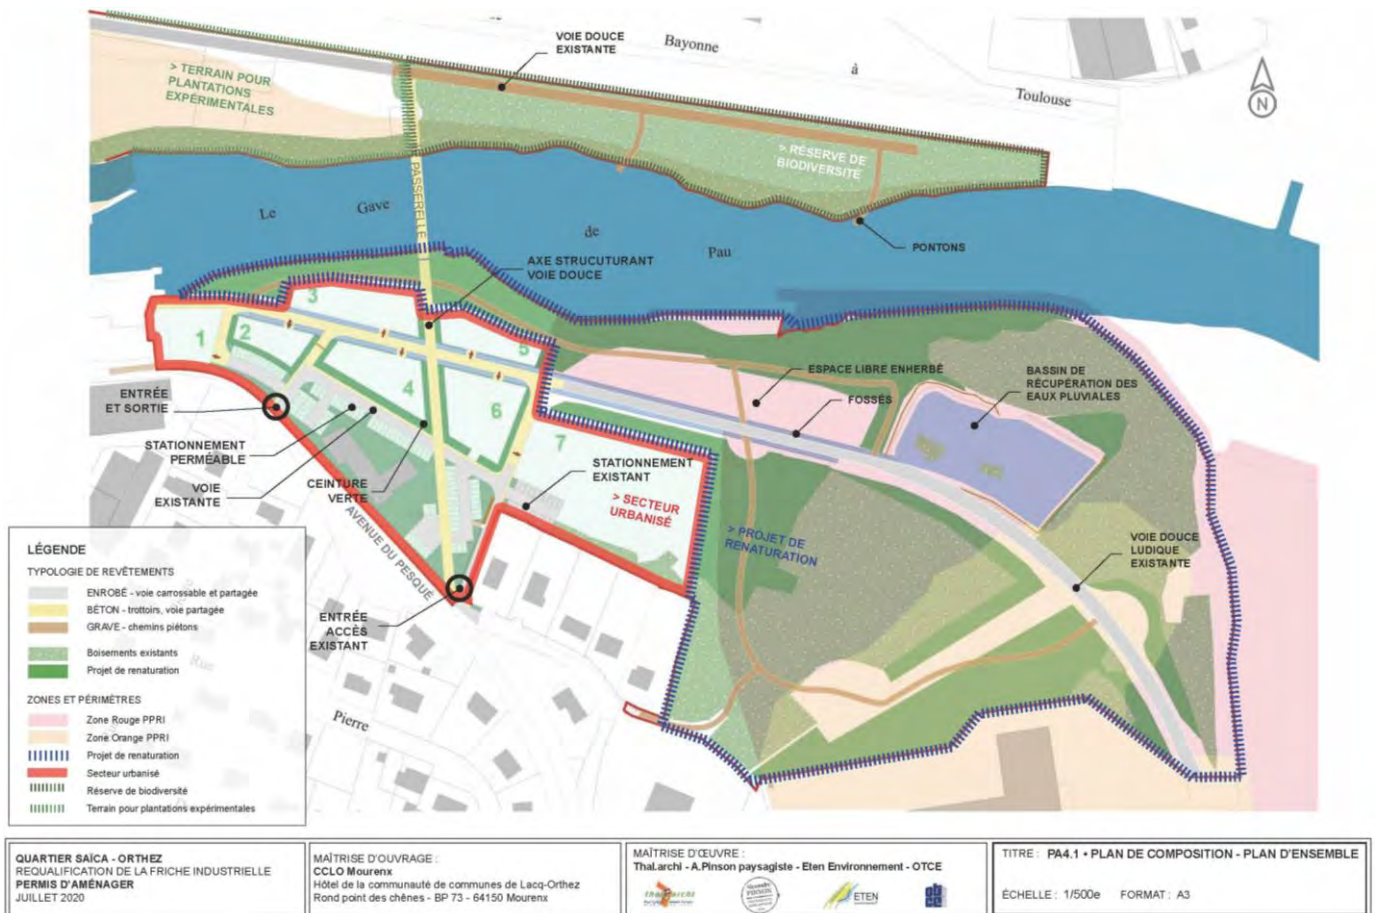 VOIE DOUCE
EXISTANTE
Bayonne
à
Toulouse
N
> TERRAIN POUR
PLANTATIONS
EXPÉRIMENTALES
> RÉSERVE DE
BIODIVERSITÉ
PASSERELLE
Le Gave de Pau
PONTONS
AXE STRUCUTURANT
VOIE DOUCE
1
2
3
4
5
6
7
ENTRÉE
ET SORTIE
STATIONNEMENT
PERMÉABLE
VOIE
EXISTANTE
CEINTURE
VERTE
STATIONNEMENT
EXISTANT
> SECTEUR
URBANISÉ
ESPACE LIBRE ENHERBÉ
FOSSÉS
BASSIN DE
RÉCUPÉRATION DES
EAUX PLUVIALES
> PROJET DE
RENATURATION
VOIE DOUCE
LUDIQUE
EXISTANTE
AVENUE DU PESQUÉ
ENTRÉE
ACCÈS
EXISTANT
Rue
Pierre
LÉGENDE
TYPOLOGIE DE REVÊTEMENTS
ENROBÉ - voie carrossable et partagée
BÉTON - trottoirs, voie partagée
GRAVE - chemins piétons
Boisements existants
Projet de renaturation
ZONES ET PÉRIMÈTRES
Zone Rouge PPRI
Zone Orange PPRI
Projet de renaturation
Secteur urbanisé
Réserve de biodiversité
Terrain pour plantations expérimentales
QUARTIER SAÏCA - ORTHEZ
REQUALIFICATION DE LA FRICHE INDUSTRIELLE
PERMIS D'AMÉNAGER
JUILLET 2020
MAÎTRISE D'OUVRAGE :
CCLO Mourenx
Hôtel de la communauté de communes de Lacq-Orthez
Rond point des chênes - BP 73 - 64150 Mourenx
MAÎTRISE D'ŒUVRE :
Thal.archi - A.Pinson paysagiste - Eten Environnement - OTCE
thal.archi
PINSON
ETEN
TITRE : PA4.1 • PLAN DE COMPOSITION - PLAN D'ENSEMBLE
ÉCHELLE : 1/500e FORMAT : A3